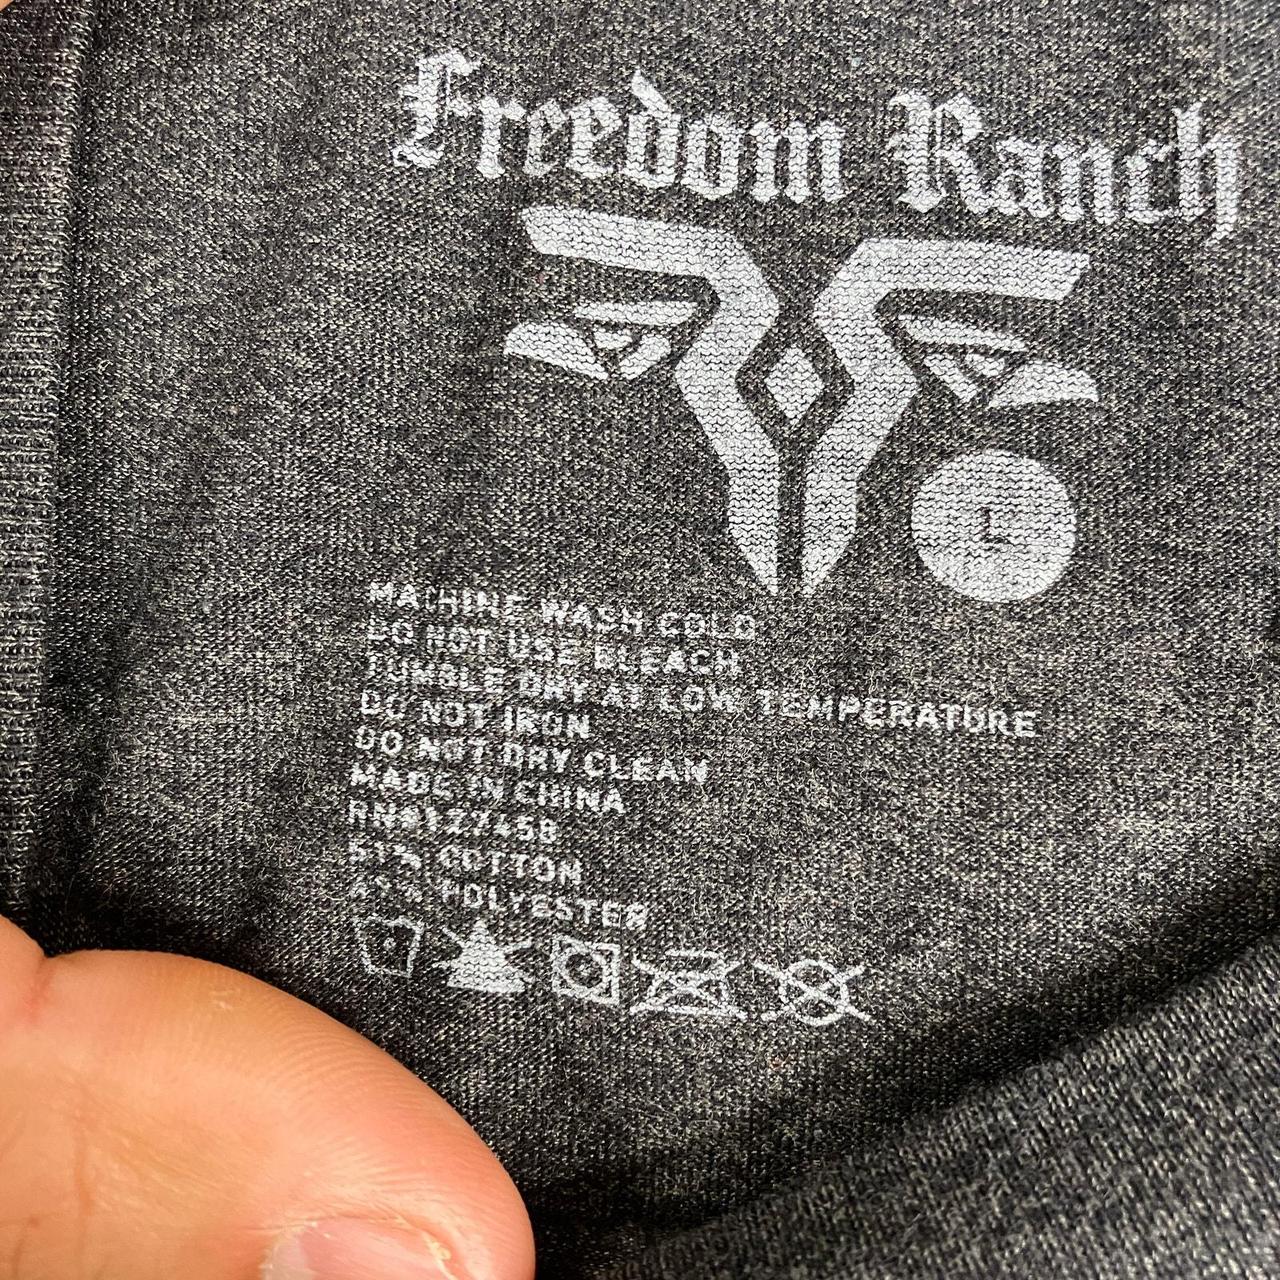 Freedom Ranch
L
MACHINE WASH COLD
DO NOT USE BLEACH
TUMBLE DRY AT LOW TEMPERATURE
DO NOT IRON
DO NOT DRY CLEAN
MADE IN CHINA
COTTON
POLYESTER